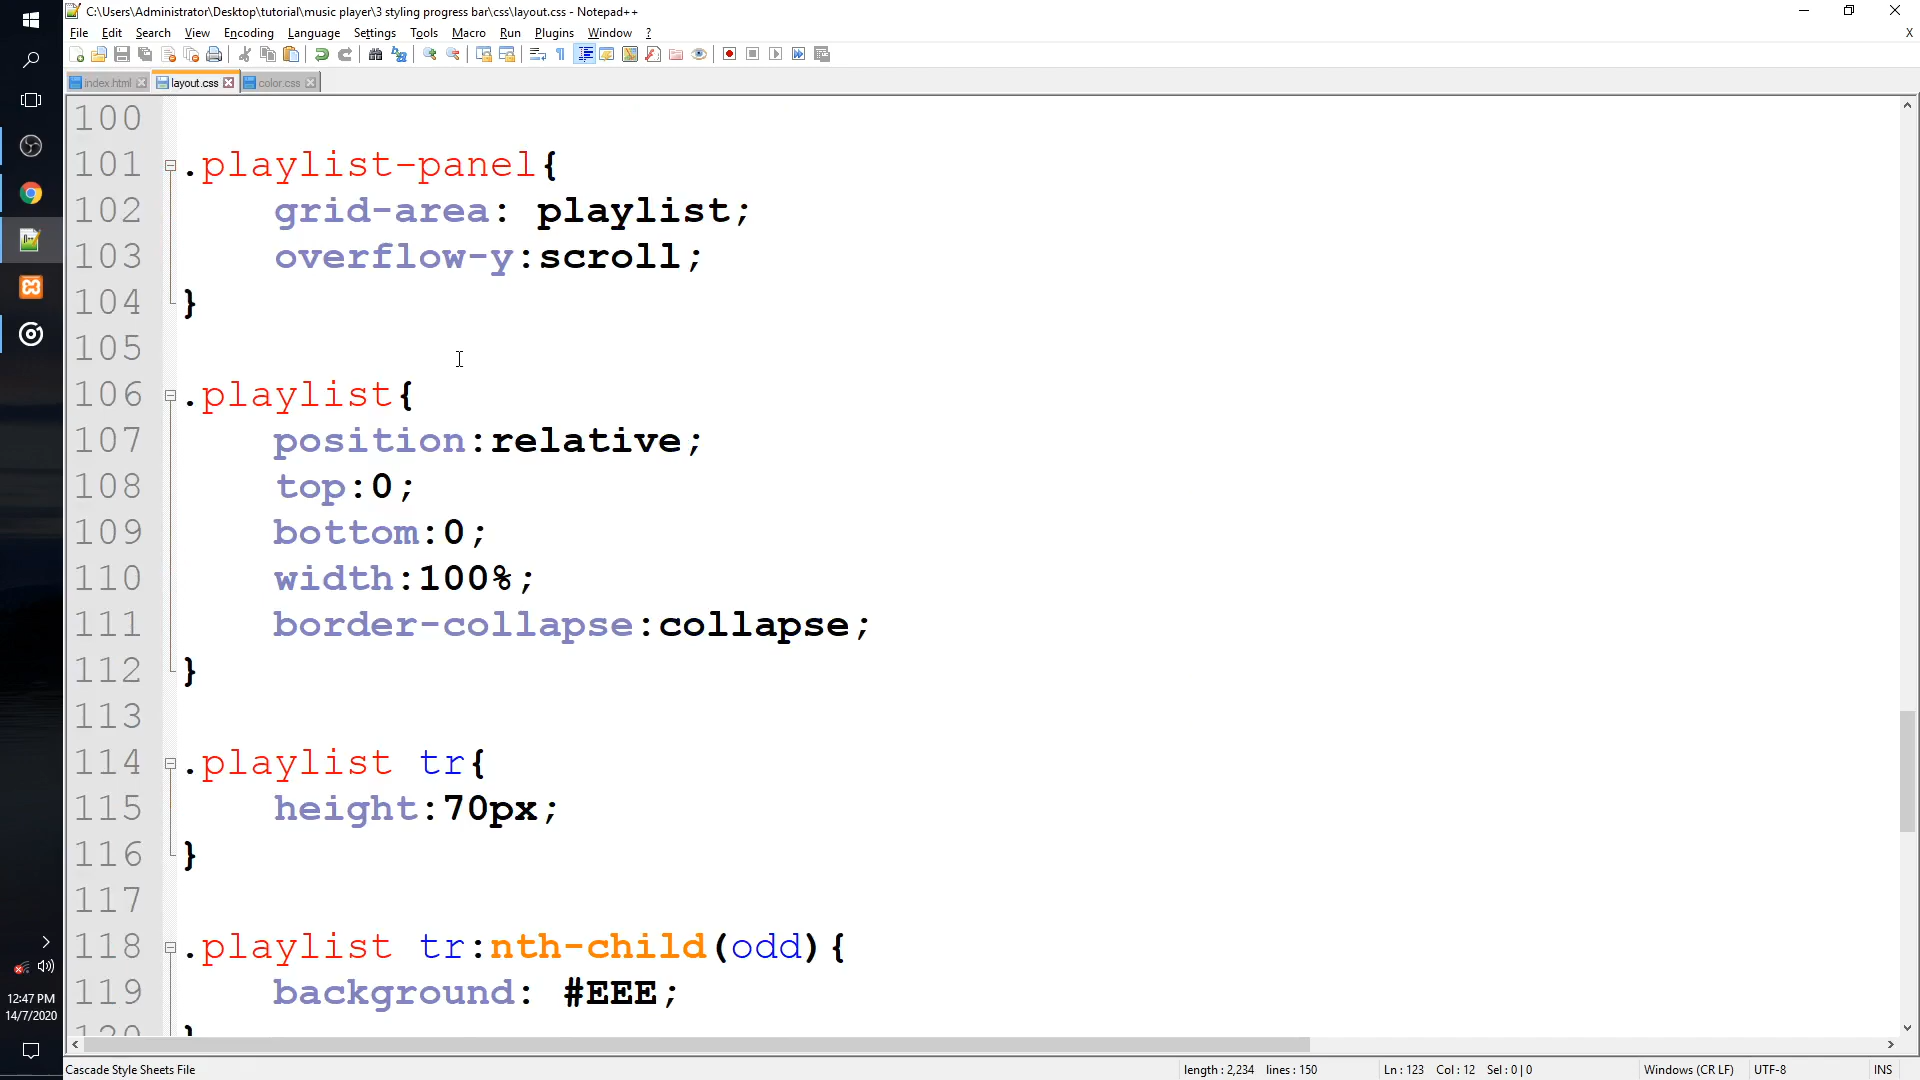 C:\Users\Administrator\Desktop\tutorial\music player\3 styling progress bar\css\layout.css - Notepad++
File Edit Search View Encoding Language Settings Tools Macro Run Plugins Window ? X
index.html layout.css color.css
100
101 .playlist-panel{
102 grid-area: playlist;
103 overflow-y:scroll;
104 }
105
106 .playlist{
107 position:relative;
108 top:0;
109 bottom:0;
110 width:100%;
111 border-collapse:collapse;
112 }
113
114 .playlist tr{
115 height:70px;
116 }
117
118 .playlist tr:nth-child(odd){
119 background: #EEE;
120 }
12:47 PM
14/7/2020
Cascade Style Sheets File length : 2,234 lines : 150 Ln : 123 Col : 12 Sel : 0 | 0 Windows (CR LF) UTF-8 INS